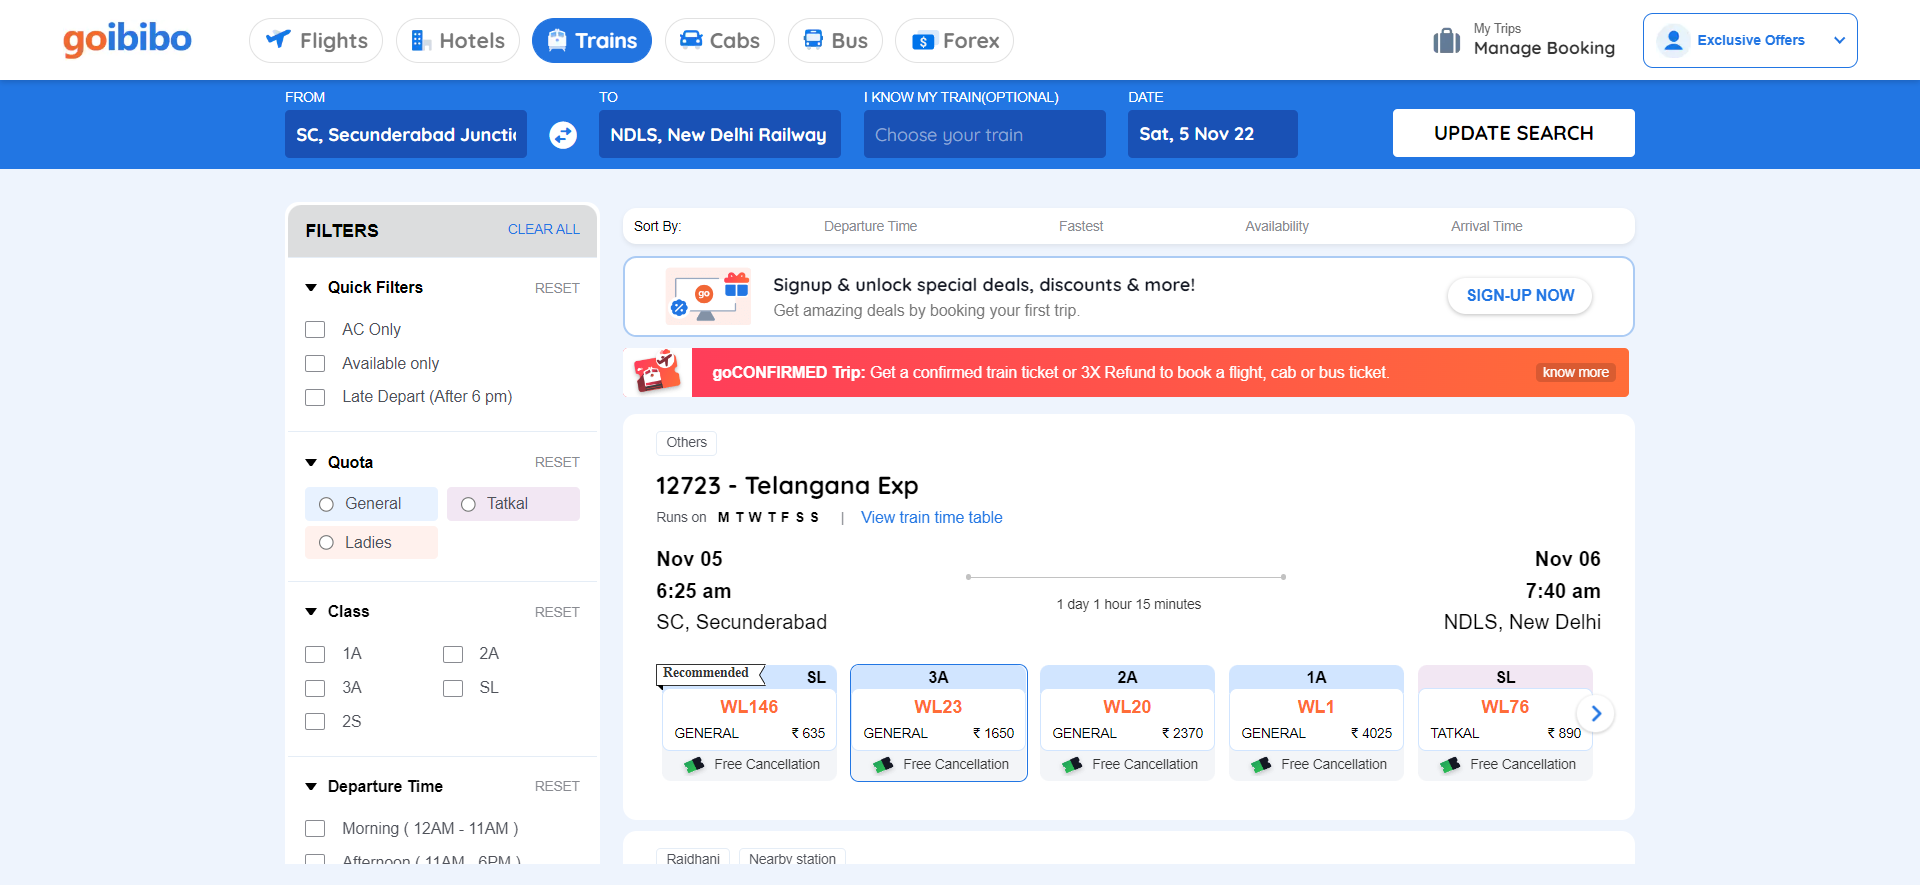 goibibo
Flights
Hotels
Trains
Cabs
Bus
$
Forex
My Trips
Manage Booking
Exclusive Offers
FROM
SC, Secunderabad Juncti
TO
NDLS, New Delhi Railway
I KNOW MY TRAIN(OPTIONAL)
Choose your train
DATE
Sat, 5 Nov 22
UPDATE SEARCH
FILTERS
CLEAR ALL
Quick Filters
RESET
AC Only
Available only
Late Depart (After 6 pm)
Quota
RESET
General
Tatkal
Ladies
Class
RESET
1A
2A
3A
SL
2S
Departure Time
RESET
Morning ( 12AM - 11AM )
Afternoon ( 11AM - 6PM )
Sort By:
Departure Time
Fastest
Availability
Arrival Time
go
Signup & unlock special deals, discounts & more!
Get amazing deals by booking your first trip.
SIGN-UP NOW
goCONFIRMED Trip: Get a confirmed train ticket or 3X Refund to book a flight, cab or bus ticket.
know more
Others
12723 - Telangana Exp
Runs on M T W T F S S | View train time table
Nov 05
6:25 am
SC, Secunderabad
1 day 1 hour 15 minutes
Nov 06
7:40 am
NDLS, New Delhi
Recommended
SL
WL146
GENERAL ₹ 635
Free Cancellation
3A
WL23
GENERAL ₹ 1650
Free Cancellation
2A
WL20
GENERAL ₹ 2370
Free Cancellation
1A
WL1
GENERAL ₹ 4025
Free Cancellation
SL
WL76
TATKAL ₹ 890
Free Cancellation
Rajdhani
Nearby station